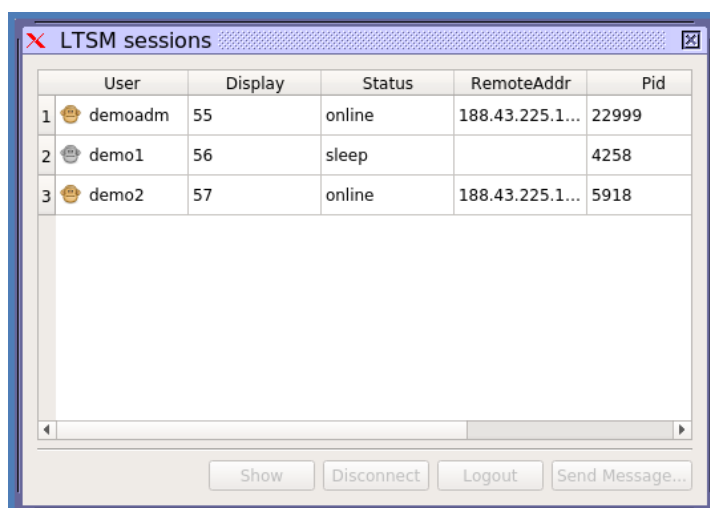 LTSM sessions
User Display Status RemoteAddr Pid
1 demoadm 55 online 188.43.225.1... 22999
2 demo1 56 sleep 4258
3 demo2 57 online 188.43.225.1... 5918
Show Disconnect Logout Send Message...